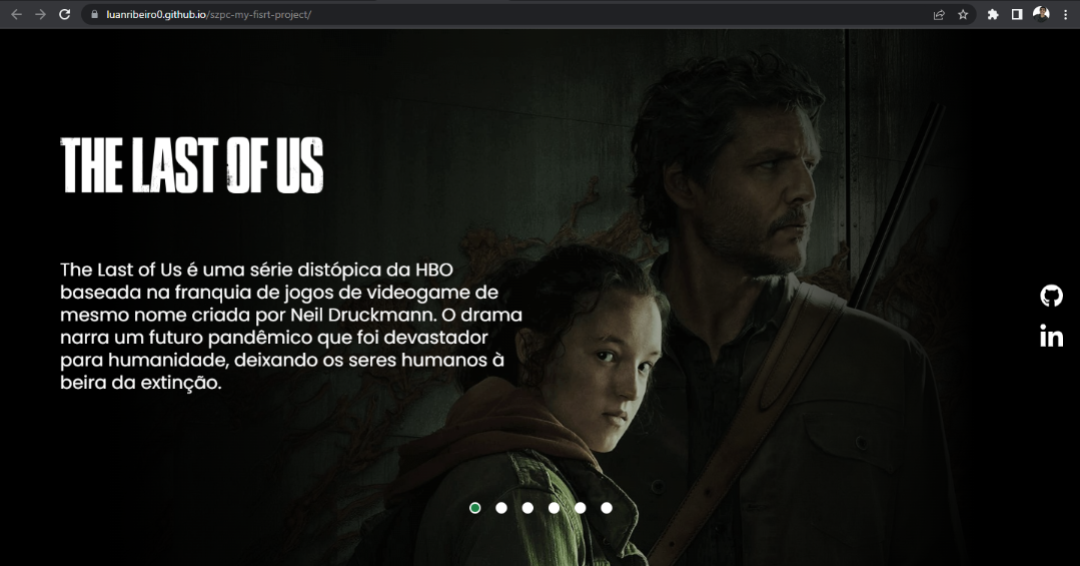 luanribeiro0.github.io/szpc-my-fisrt-project/
THE LAST OF US
The Last of Us é uma série distópica da HBO
baseada na franquia de jogos de videogame de
mesmo nome criada por Neil Druckmann. O drama
narra um futuro pandêmico que foi devastador
para humanidade, deixando os seres humanos à
beira da extinção.
in